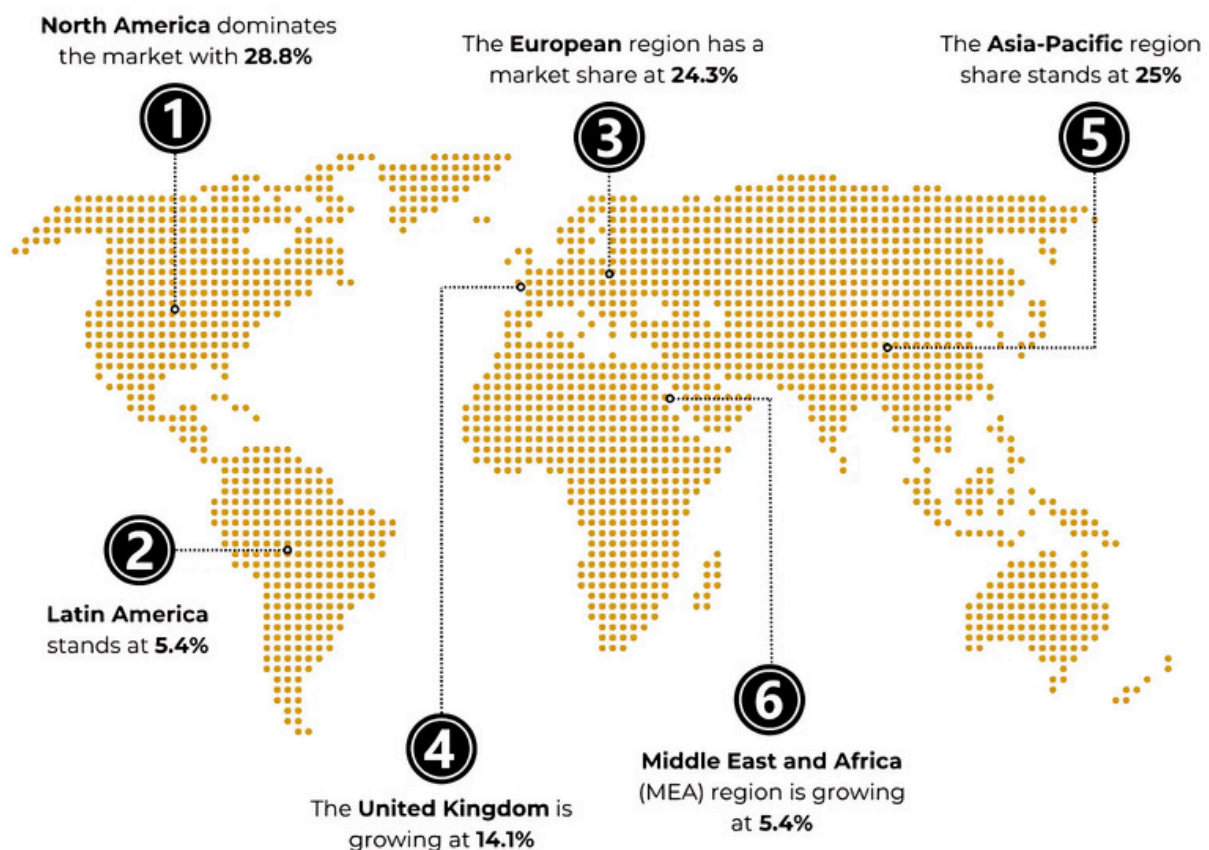 North America dominates
the market with 28.8%
1
The European region has a
market share at 24.3%
3
The Asia-Pacific region
share stands at 25%
5
2
Latin America
stands at 5.4%
4
The United Kingdom is
growing at 14.1%
6
Middle East and Africa
(MEA) region is growing
at 5.4%